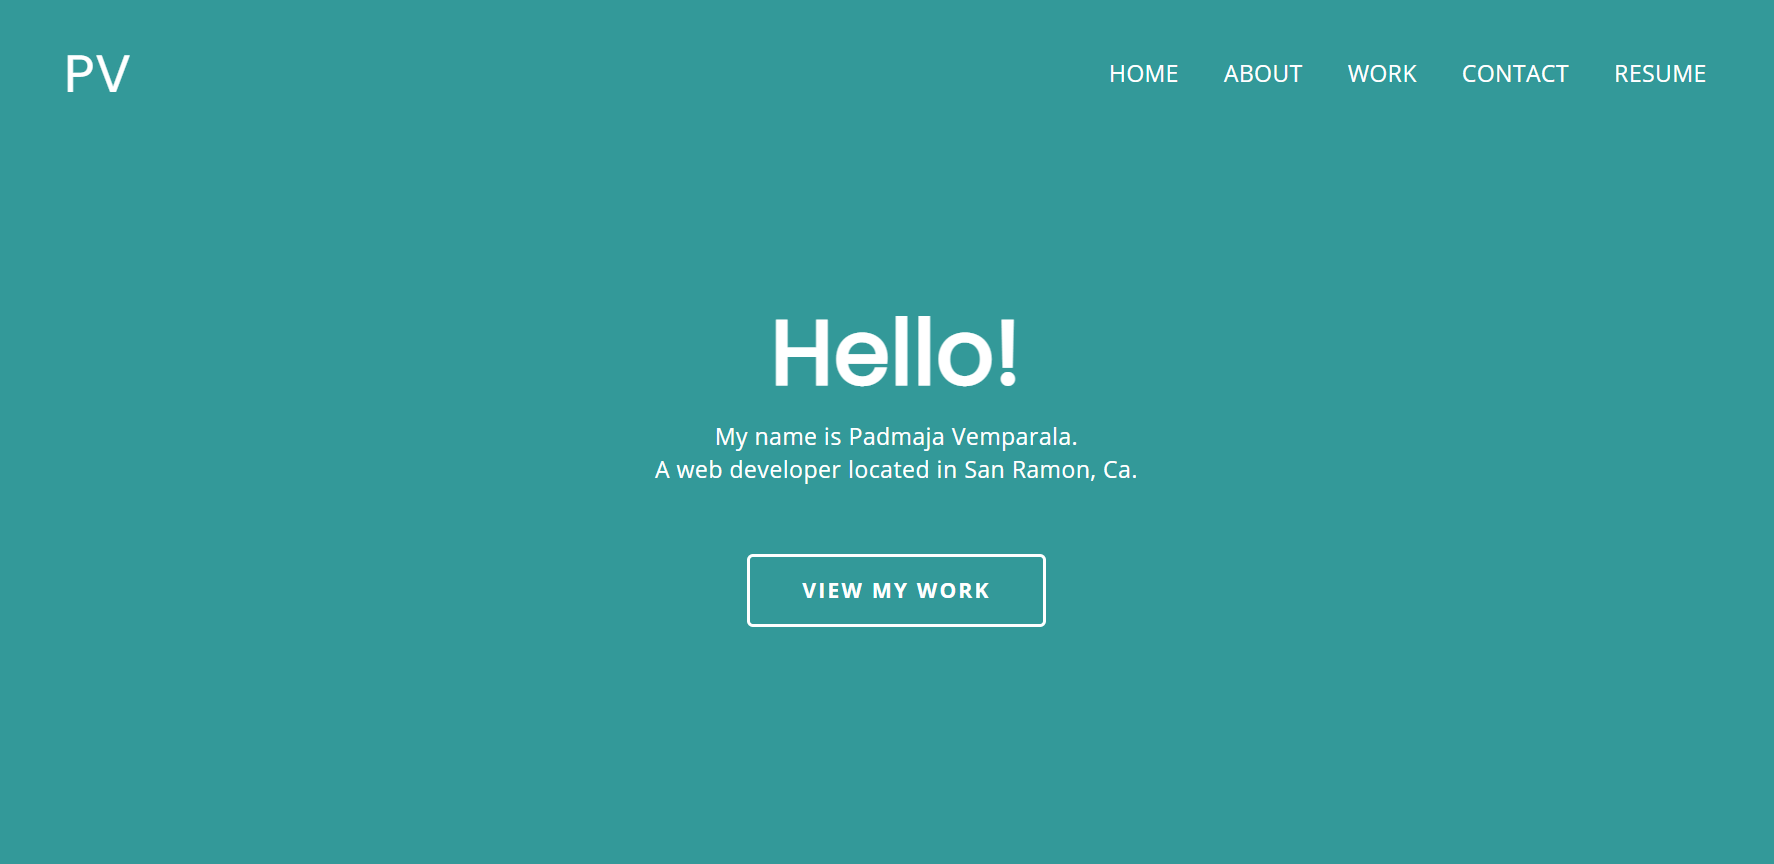 PV
HOME ABOUT WORK CONTACT RESUME
Hello!
My name is Padmaja Vemparala.
A web developer located in San Ramon, Ca.
VIEW MY WORK